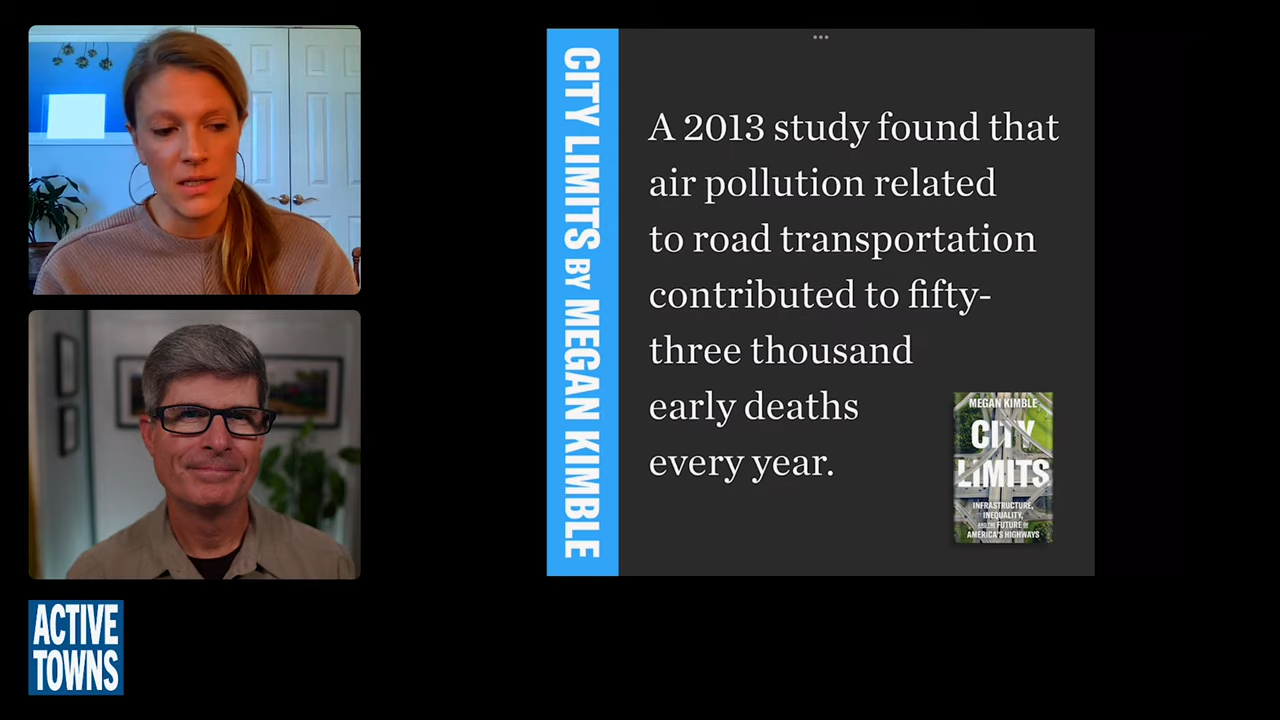 CITY LIMITS BY MEGAN KIMBLE
A 2013 study found that
air pollution related
to road transportation
contributed to fifty-
three thousand
early deaths
every year.
MEGAN KIMBLE
CITY
LIMITS
INFRASTRUCTURE,
INEQUALITY,
AND THE FUTURE OF
AMERICA'S HIGHWAYS
ACTIVE
TOWNS